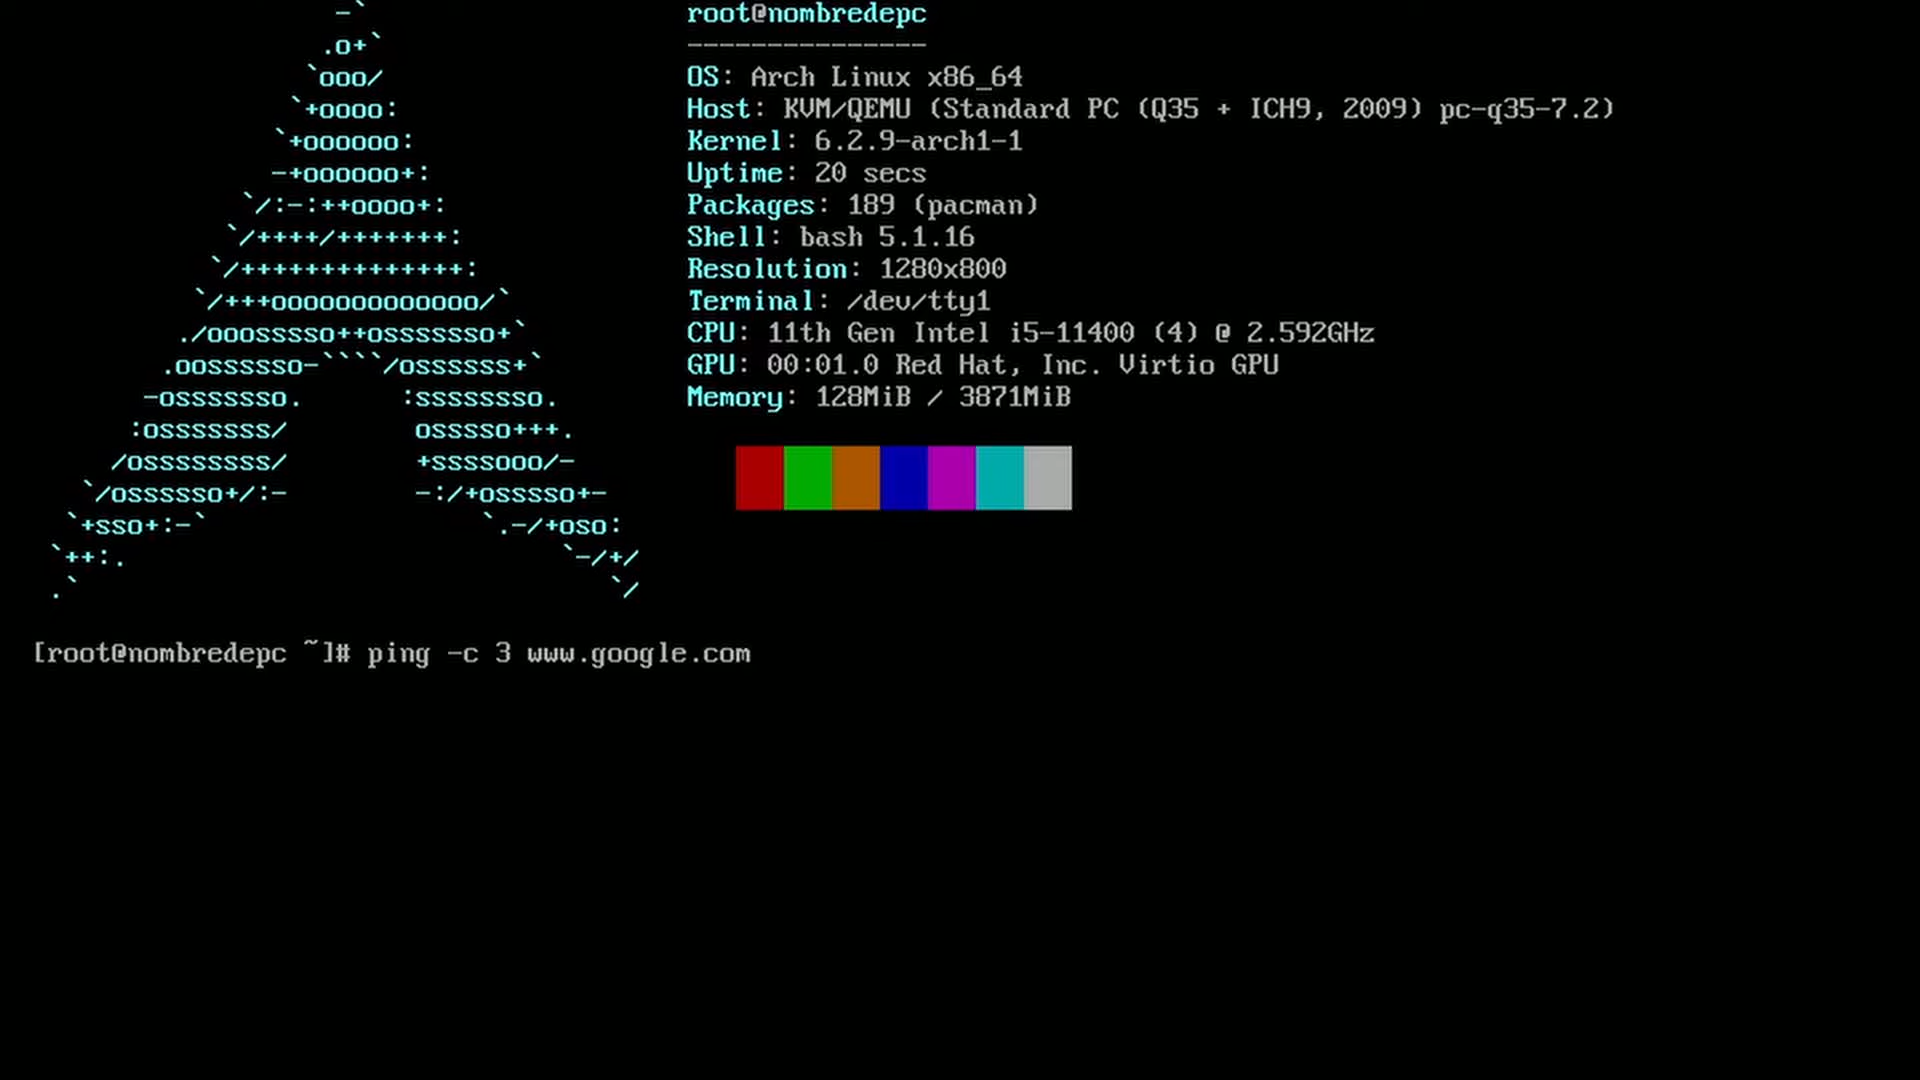 root@nombredepc
---------------
OS: Arch Linux x86_64
Host: KVM/QEMU (Standard PC (Q35 + ICH9, 2009) pc-q35-7.2)
Kernel: 6.2.9-arch1-1
Uptime: 20 secs
Packages: 189 (pacman)
Shell: bash 5.1.16
Resolution: 1280x800
Terminal: /dev/tty1
CPU: 11th Gen Intel i5-11400 (4) @ 2.592GHz
GPU: 00:01.0 Red Hat, Inc. Virtio GPU
Memory: 128MiB / 3871MiB
[root@nombredepc ~]# ping -c 3 www.google.com